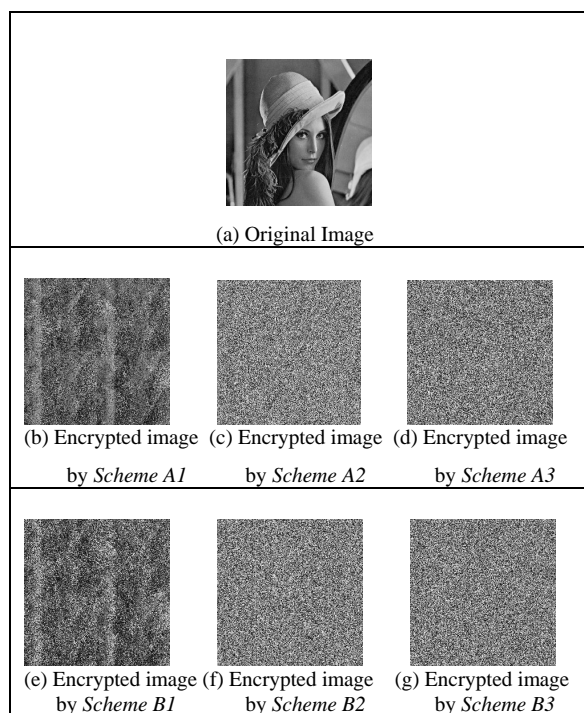 (a) Original Image
(b) Encrypted image (c) Encrypted image (d) Encrypted image
by Scheme A1 by Scheme A2 by Scheme A3
(e) Encrypted image (f) Encrypted image (g) Encrypted image
by Scheme B1 by Scheme B2 by Scheme B3